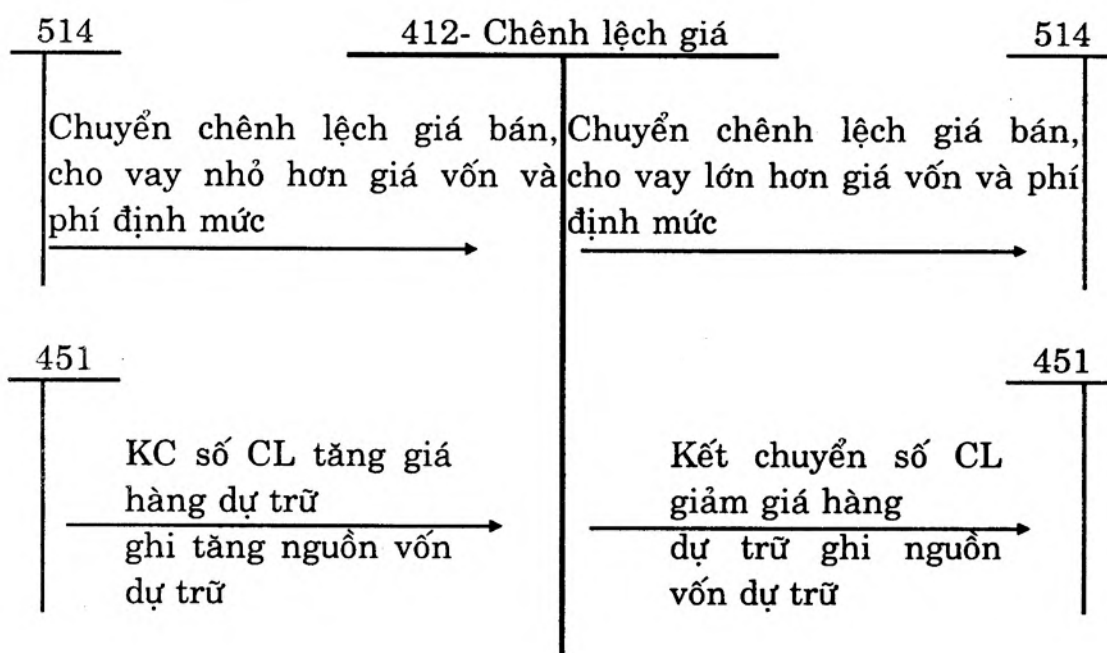 514
412- Chênh lệch giá
514
Chuyển chênh lệch giá bán,
cho vay nhỏ hơn giá vốn và
phí định mức
Chuyển chênh lệch giá bán,
cho vay lớn hơn giá vốn và phí
định mức
451
451
KC số CL tăng giá
hàng dự trữ
ghi tăng nguồn vốn
dự trữ
Kết chuyển số CL
giảm giá hàng
dự trữ ghi nguồn
vốn dự trữ